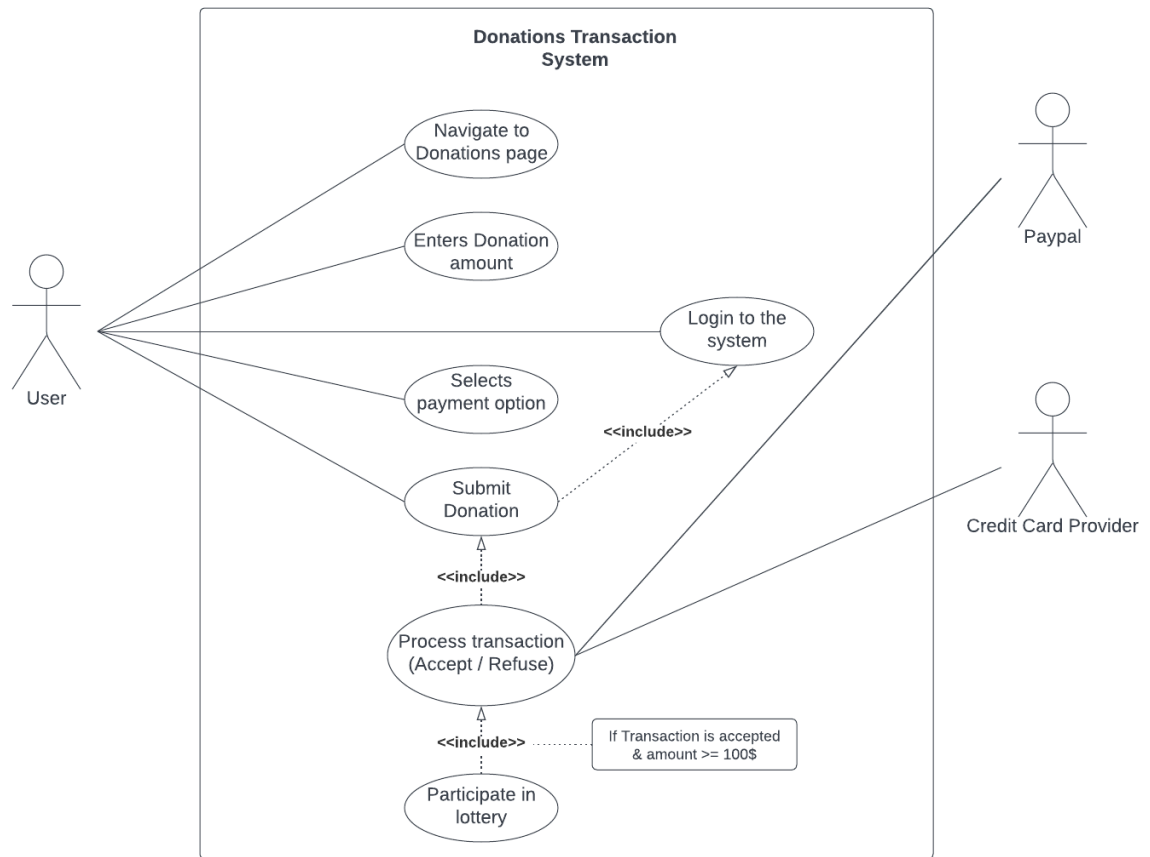 Donations Transaction
System
Navigate to
Donations page
Enters Donation
amount
Login to the
system
Selects
payment option
<<include>>
Submit
Donation
<<include>>
Process transaction
(Accept / Refuse)
<<include>>
If Transaction is accepted
& amount >= 100$
Participate in
lottery
User
Paypal
Credit Card Provider